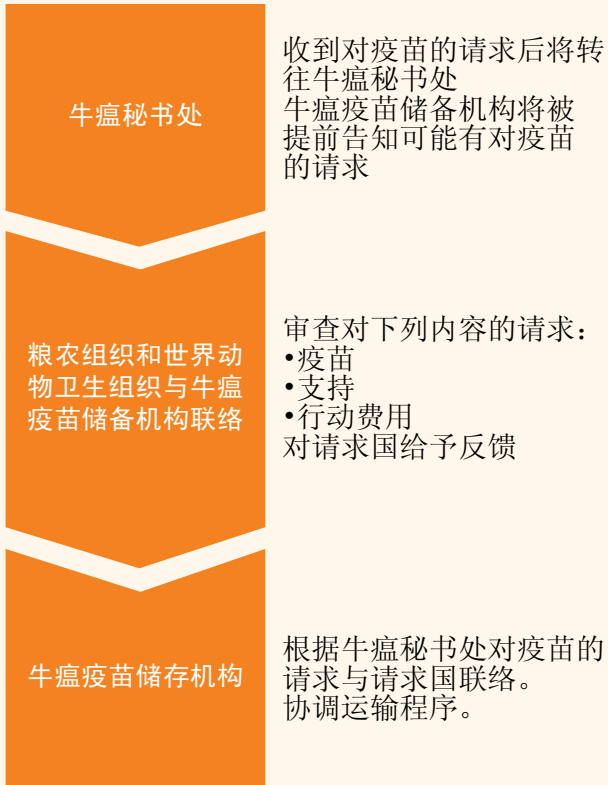 牛瘟秘书处
收到对疫苗的请求后将转
往牛瘟秘书处
牛瘟疫苗储备机构将被
提前告知可能有对疫苗
的请求
粮农组织和世界动
物卫生组织与牛瘟
疫苗储备机构联络
审查对下列内容的请求：
•疫苗
•支持
•行动费用
对请求国给予反馈
牛瘟疫苗储存机构
根据牛瘟秘书处对疫苗的
请求与请求国联络。
协调运输程序。